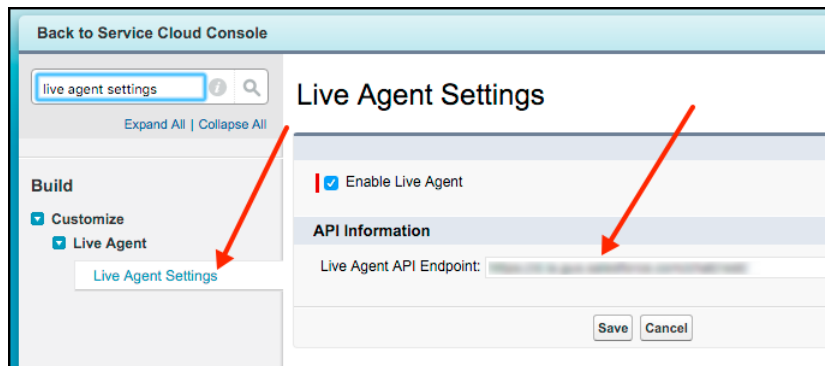 Back to Service Cloud Console
live agent settings
Expand All | Collapse All
Build
Customize
Live Agent
Live Agent Settings
Live Agent Settings
Enable Live Agent
API Information
Live Agent API Endpoint:
Save Cancel